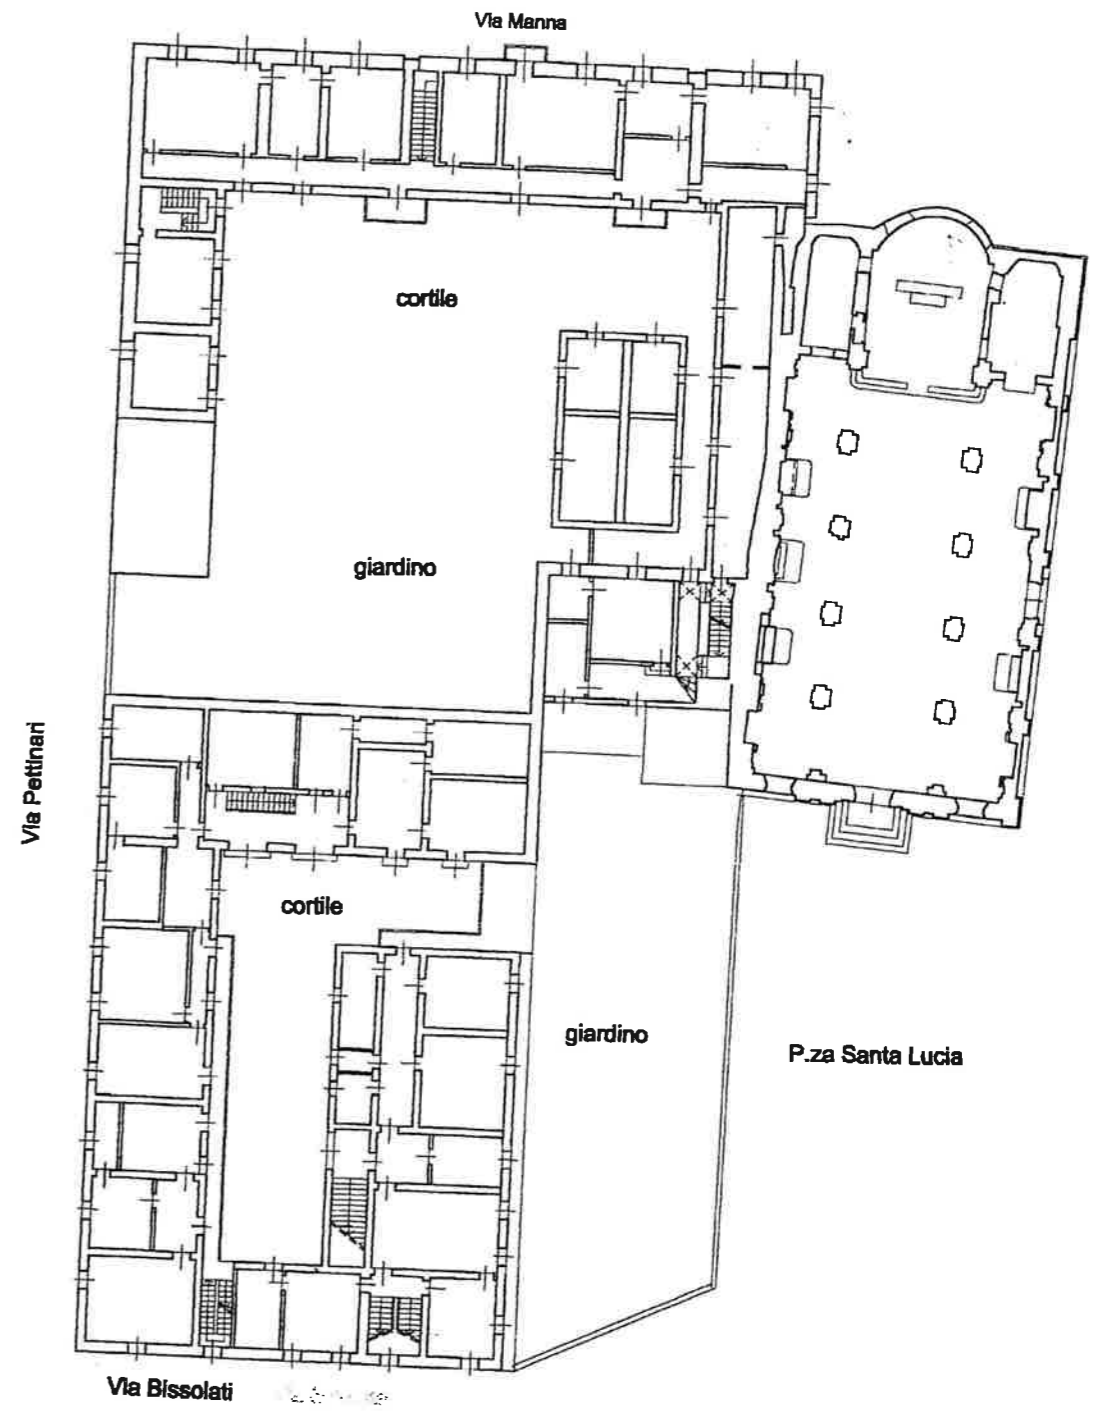 Via Manna
cortile
giardino
Via Pettinari
cortile
giardino
P.za Santa Lucia
Via Bissolati